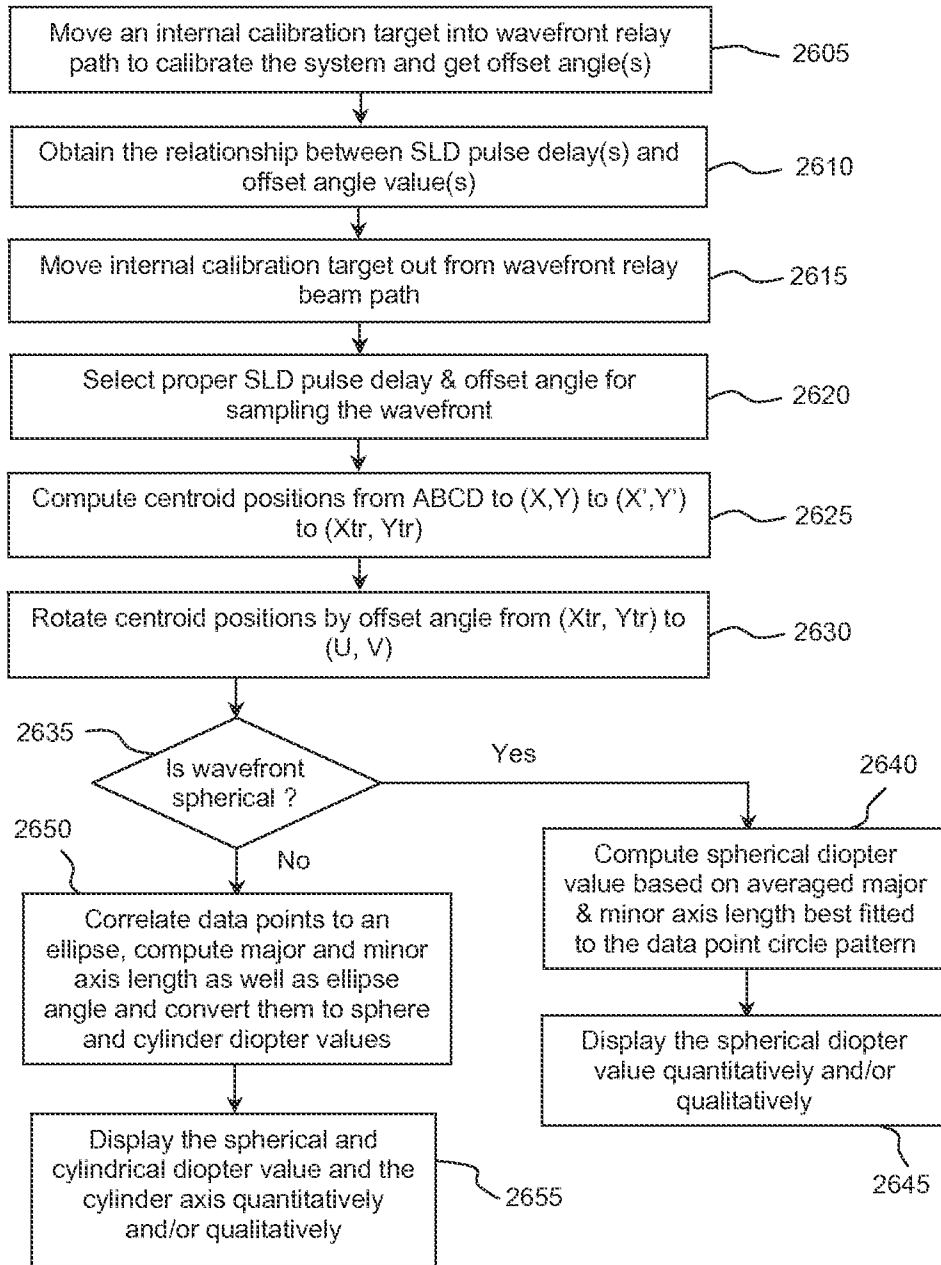 Move an internal calibration target into wavefront relay
path to calibrate the system and get offset angle(s)
2605
Obtain the relationship between SLD pulse delay(s) and
offset angle value(s)
2610
Move internal calibration target out from wavefront relay
beam path
2615
Select proper SLD pulse delay & offset angle for
sampling the wavefront
2620
Compute centroid positions from ABCD to (X,Y) to (X',Y')
to (Xtr, Ytr)
2625
Rotate centroid positions by offset angle from (Xtr, Ytr) to
(U, V)
2630
2635
Is wavefront
spherical ?
Yes
No
2640
Compute spherical diopter
value based on averaged major
& minor axis length best fitted
to the data point circle pattern
2650
Correlate data points to an
ellipse, compute major and minor
axis length as well as ellipse
angle and convert them to sphere
and cylinder diopter values
Display the spherical diopter
value quantitatively and/or
qualitatively
2645
Display the spherical and
cylindrical diopter value and the
cylinder axis quantitatively
and/or qualitatively
2655